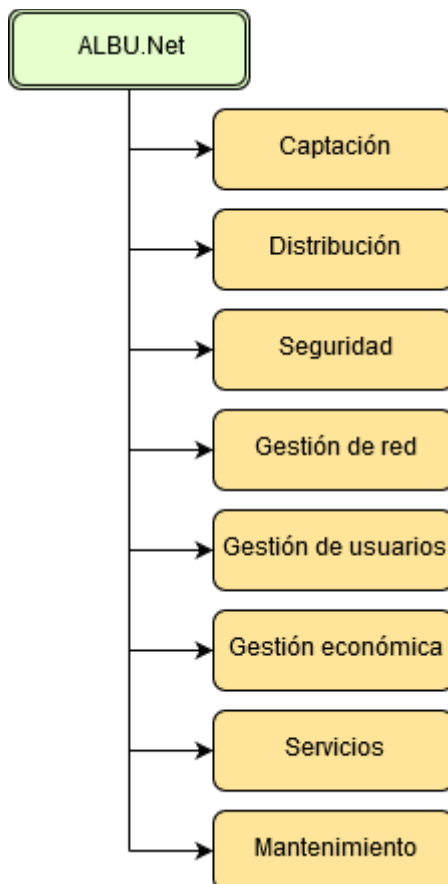 ALBU.Net
Captación
Distribución
Seguridad
Gestión de red
Gestión de usuarios
Gestión económica
Servicios
Mantenimiento